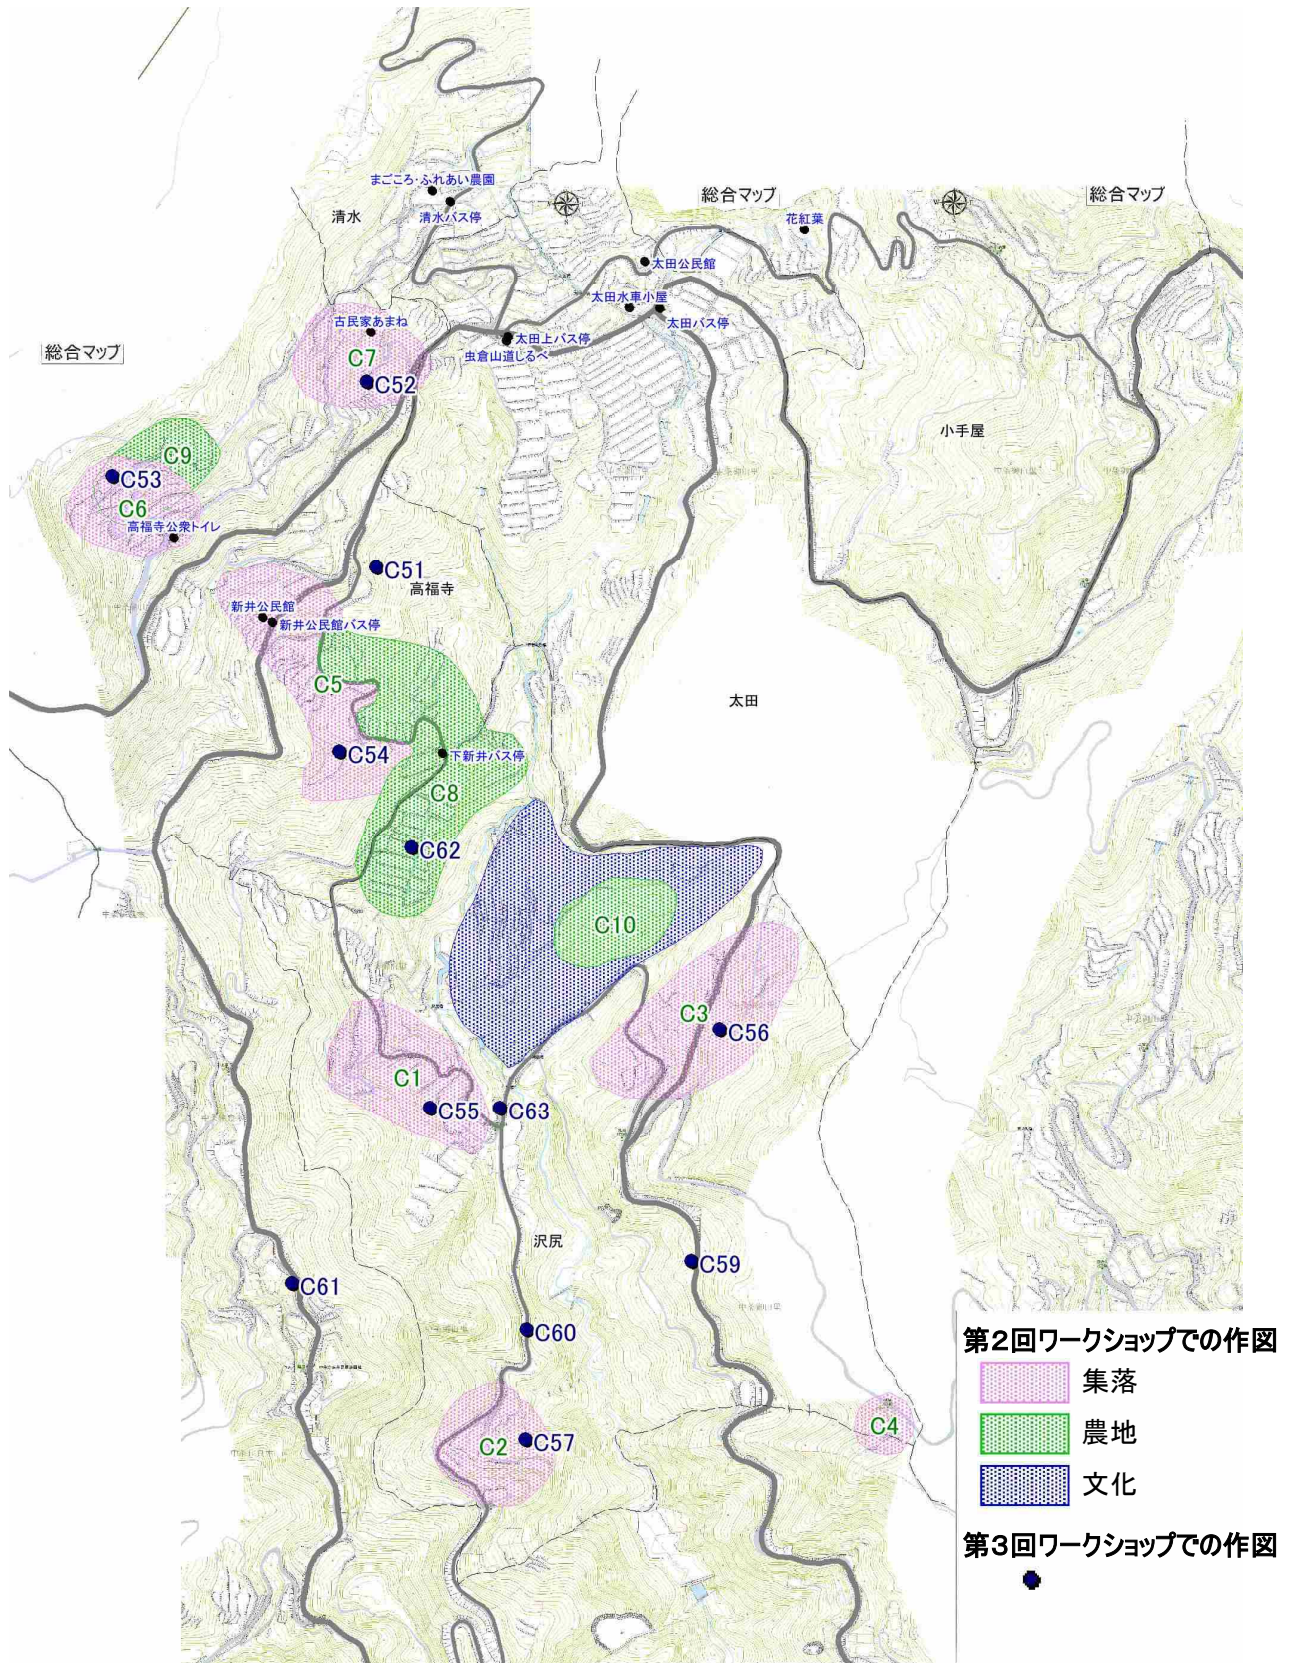 まごころ・ふれあい農園
清水
清水バス停
総合マップ
総合マップ
花紅葉
太田公民館
太田水車小屋
太田バス停
古民家あまね
太田上バス停
虫倉山道しるべ
総合マップ
C7
C52
小手屋
C9
C53
C6
高福寺公衆トイレ
C51
高福寺
新井公民館
新井公民館バス停
C5
太田
C54
下新井バス停
C8
C62
C10
C3
C56
C1
C55
C63
沢尻
C59
C61
C60
C4
C2
C57
第2回ワークショップでの作図
集落
農地
文化
第3回ワークショップでの作図